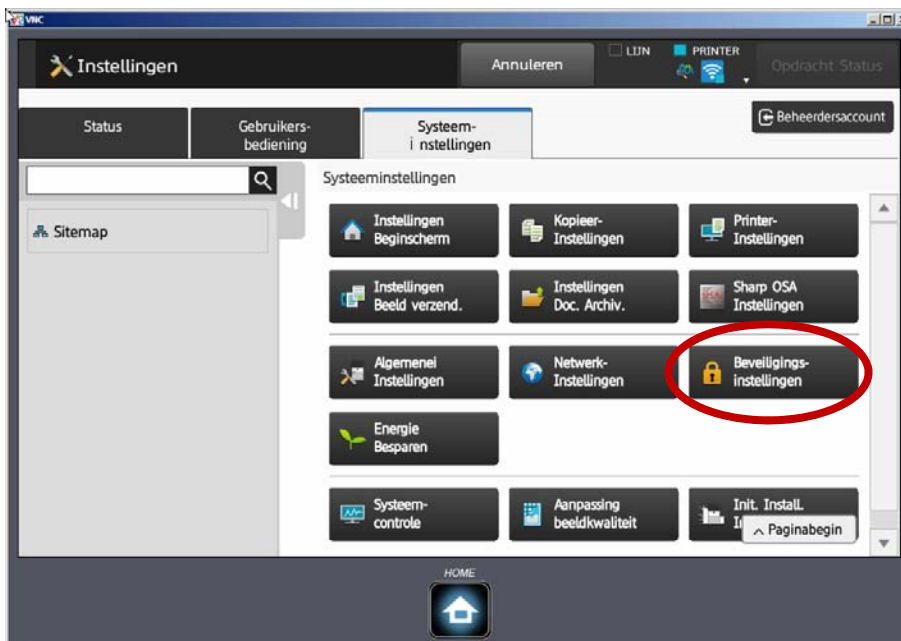 VNC
Instellingen
Annuleren
LIJN
PRINTER
Opdracht Status
Status
Gebruikers-
bediening
Systeem-
i nstellingen
Beheerdersaccount
Systeeminstellingen
Sitemap
Instellingen
Beginscherm
Kopieer-
Instellingen
Printer-
Instellingen
Instellingen
Beeld verzend.
Instellingen
Doc. Archiv.
Sharp OSA
Instellingen
Algemenei
Instellingen
Netwerk-
Instellingen
Beveiligings-
instellingen
Energie
Besparen
Systeem-
controle
Aanpassing
beeldkwaliteit
Init. Install.
Paginabegin
HOME